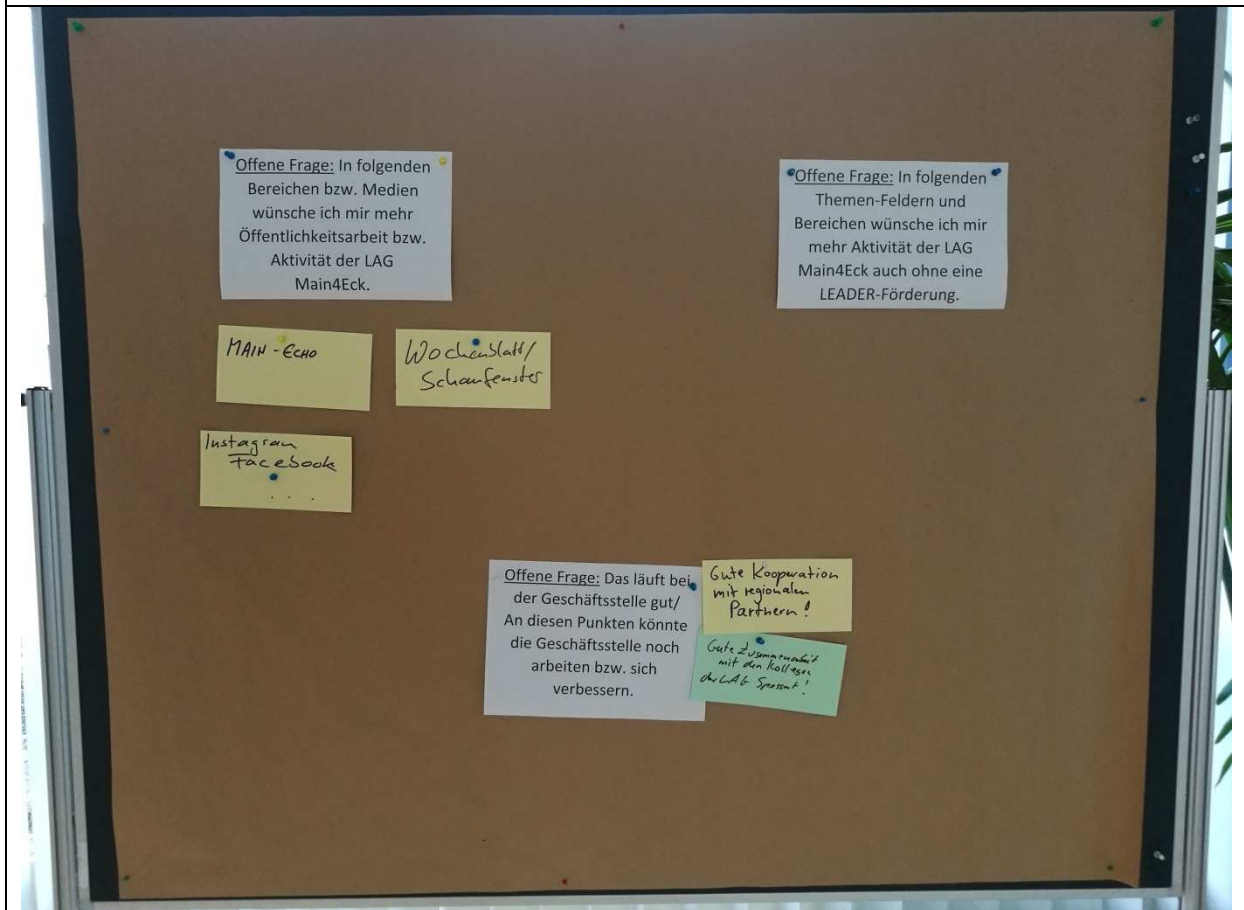 Offene Frage: In folgenden
Bereichen bzw. Medien
wünsche ich mir mehr
Öffentlichkeitsarbeit bzw.
Aktivität der LAG
Main4Eck.
MAIN-ECHO
Wochenblatt/
Schaufenster
Instagram
Facebook
. . .
Offene Frage: In folgenden
Themen-Feldern und
Bereichen wünsche ich mir
mehr Aktivität der LAG
Main4Eck auch ohne eine
LEADER-Förderung.
Offene Frage: Das läuft bei
der Geschäftsstelle gut/
An diesen Punkten könnte
die Geschäftsstelle noch
arbeiten bzw. sich
verbessern.
Gute Kooperation
mit regionalen
Partnern!
Gute Zusammenarbeit
mit den Kollegen
der LAG Spessart!